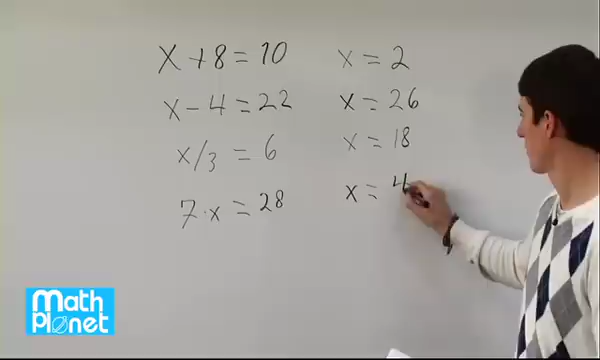 x+8=10 x=2
x-4=22 x=26
x/3=6 x=18
7·x=28 x=4
Math
Planet